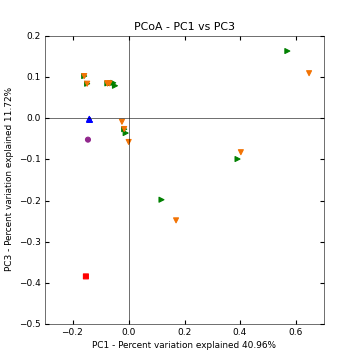 PCoA - PC1 vs PC3
0.2
0.1
0.0
−0.1
−0.2
−0.3
−0.4
−0.5
PC3 - Percent variation explained 11.72%
−0.2 0.0 0.2 0.4 0.6
PC1 - Percent variation explained 40.96%